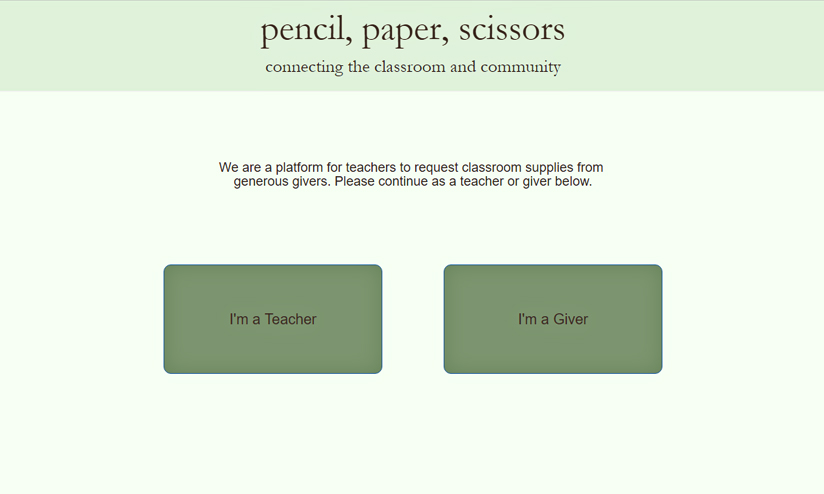 pencil, paper, scissors
connecting the classroom and community
We are a platform for teachers to request classroom supplies from
generous givers. Please continue as a teacher or giver below.
I'm a Teacher
I'm a Giver